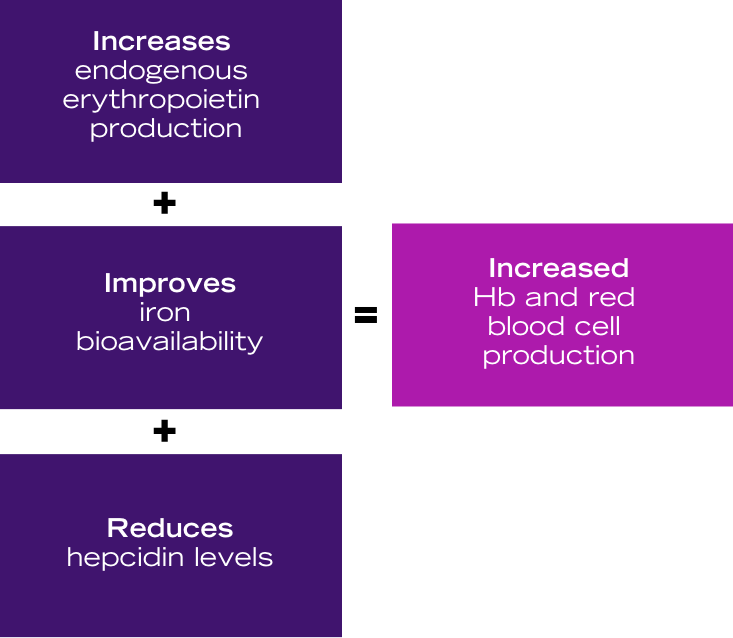 Increases
endogenous
erythropoietin
production
+
Improves
iron
bioavailability
=
Increased
Hb and red
blood cell
production
+
Reduces
hepcidin levels